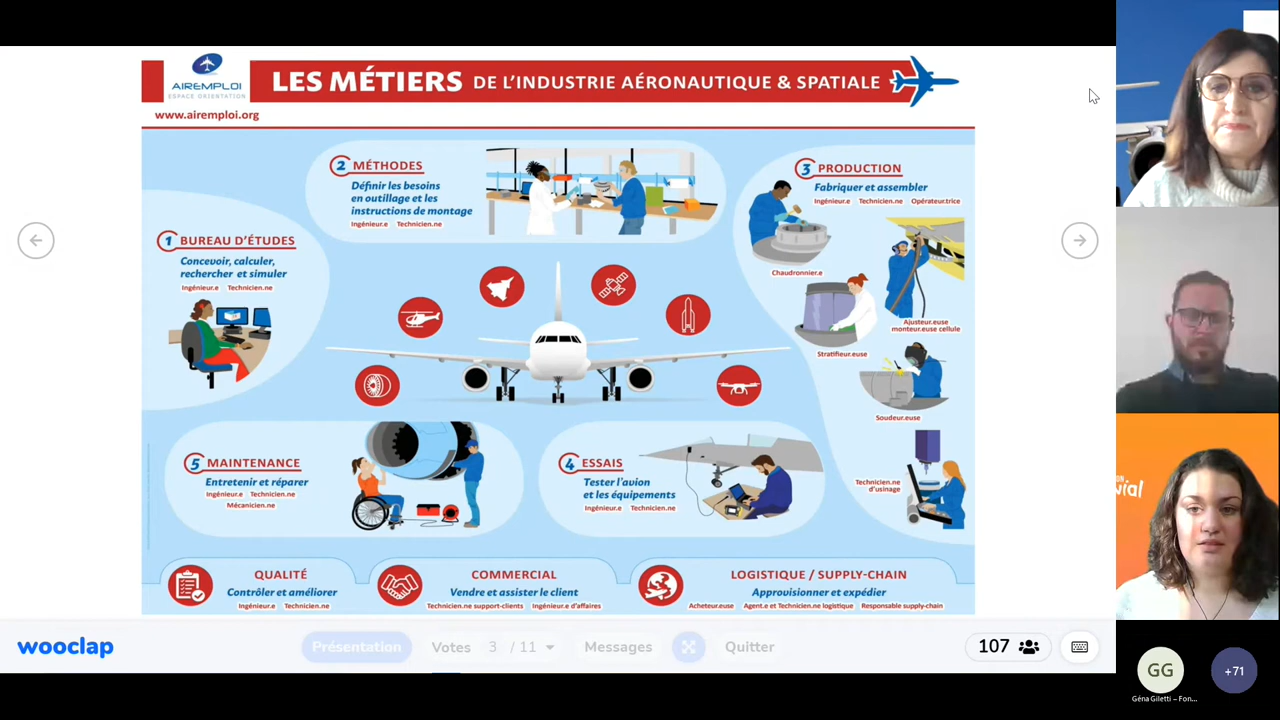 AIREMPLOI
ESPACE ORIENTATION
LES MÉTIERS DE L'INDUSTRIE AÉRONAUTIQUE & SPATIALE
www.airemploi.org
2 MÉTHODES
Définir les besoins
en outillage et les
instructions de montage
Ingénieur.e Technicien.ne
3 PRODUCTION
Fabriquer et assembler
Ingénieur.e Technicien.ne Opérateur.trice
Chaudronnier.e
Ajusteur.euse
monteur.euse cellule
Stratifieur.euse
Soudeur.euse
Technicien.ne
d'usinage
1 BUREAU D'ÉTUDES
Concevoir, calculer,
rechercher et simuler
Ingénieur.e Technicien.ne
5 MAINTENANCE
Entretenir et réparer
Ingénieur.e Technicien.ne
Mécanicien.ne
4 ESSAIS
Tester l'avion
et les équipements
Ingénieur.e Technicien.ne
QUALITÉ
Contrôler et améliorer
Ingénieur.e Technicien.ne
COMMERCIAL
Vendre et assister le client
Technicien.ne support-clients Ingénieur.e d'affaires
LOGISTIQUE / SUPPLY-CHAIN
Approvisionner et expédier
Acheteur.euse Agent.e et Technicien.ne logistique Responsable supply-chain
wooclap
Présentation
Votes 3 / 11
Messages
Quitter
107
GG
Géna Giletti – Fon...
+71